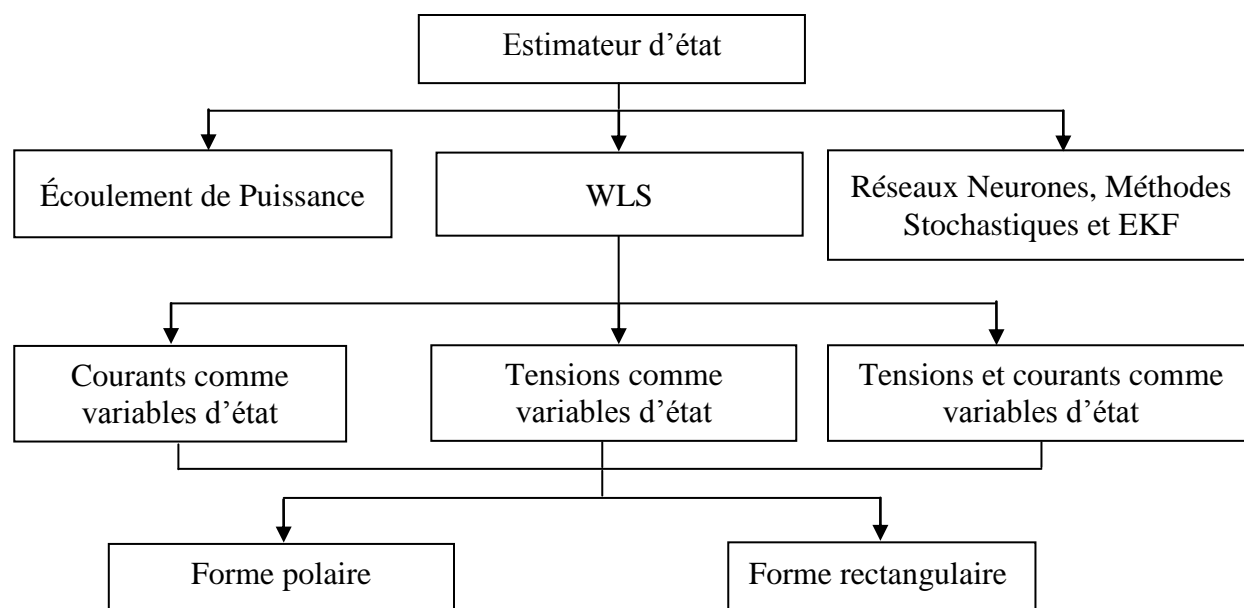 Estimateur d’état
Écoulement de Puissance
WLS
Réseaux Neurones, Méthodes
Stochastiques et EKF
Courants comme
variables d’état
Tensions comme
variables d’état
Tensions et courants comme
variables d’état
Forme polaire
Forme rectangulaire